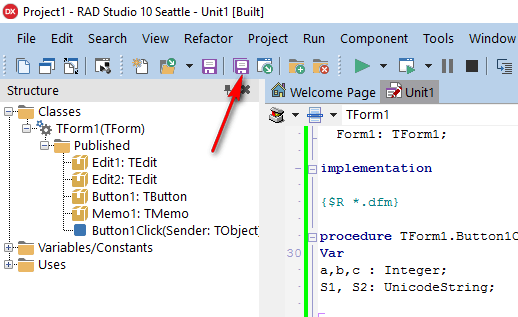 DX Project1 - RAD Studio 10 Seattle - Unit1 [Built]
File Edit Search View Refactor Project Run Component Tools Window
Structure
Welcome Page Unit1
TForm1
Classes
TForm1(TForm)
Published
Edit1: TEdit
Edit2: TEdit
Button1: TButton
Memo1: TMemo
Button1Click(Sender: TObject)
Variables/Constants
Uses
Form1: TForm1;
implementation
{$R *.dfm}
procedure TForm1.Button1C
30 Var
a,b,c : Integer;
S1, S2: UnicodeString;